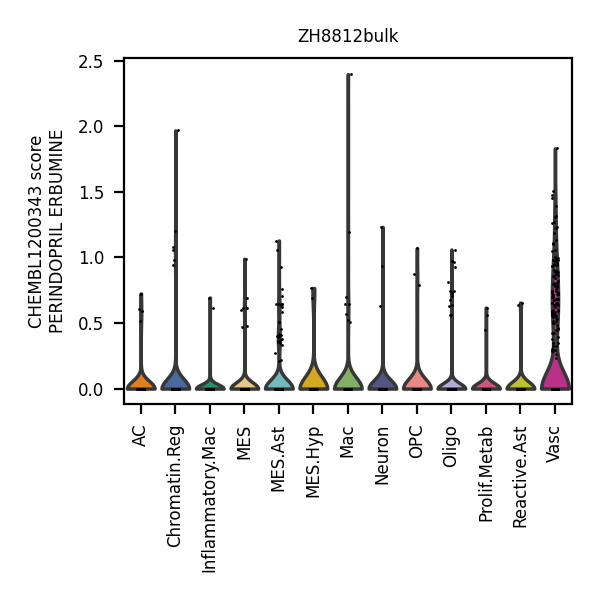 ZH8812bulk
CHEMBL1200343 score
PERINDOPRIL ERBUMINE
2.5
2.0
1.5
1.0
0.5
0.0
AC
Chromatin.Reg
Inflammatory.Mac
MES
MES.Ast
MES.Hyp
Mac
Neuron
OPC
Oligo
Prolif.Metab
Reactive.Ast
Vasc